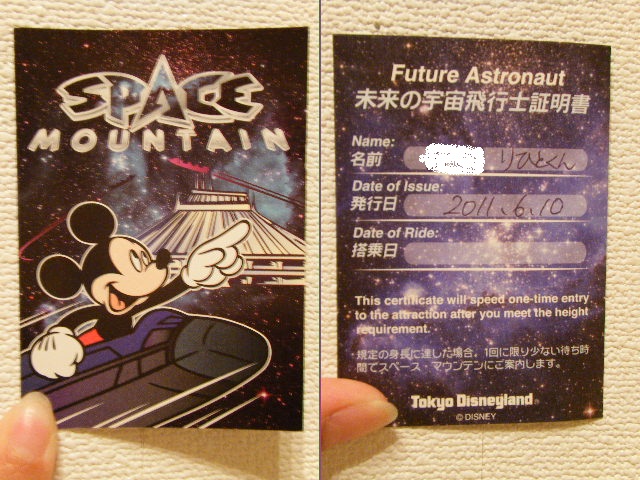 SPACE
MOUNTAIN
Future Astronaut
未来の宇宙飛行士証明書
Name:
名前 りひとくん
Date of Issue:
発行日 2011.6.10
Date of Ride:
搭乗日
This certificate will speed one-time entry
to the attraction after you meet the height
requirement.
規定の身長に達した場合、1回に限り少ない待ち時
間でスペース・マウンテンにご案内します。
Tokyo Disneyland®
© DISNEY